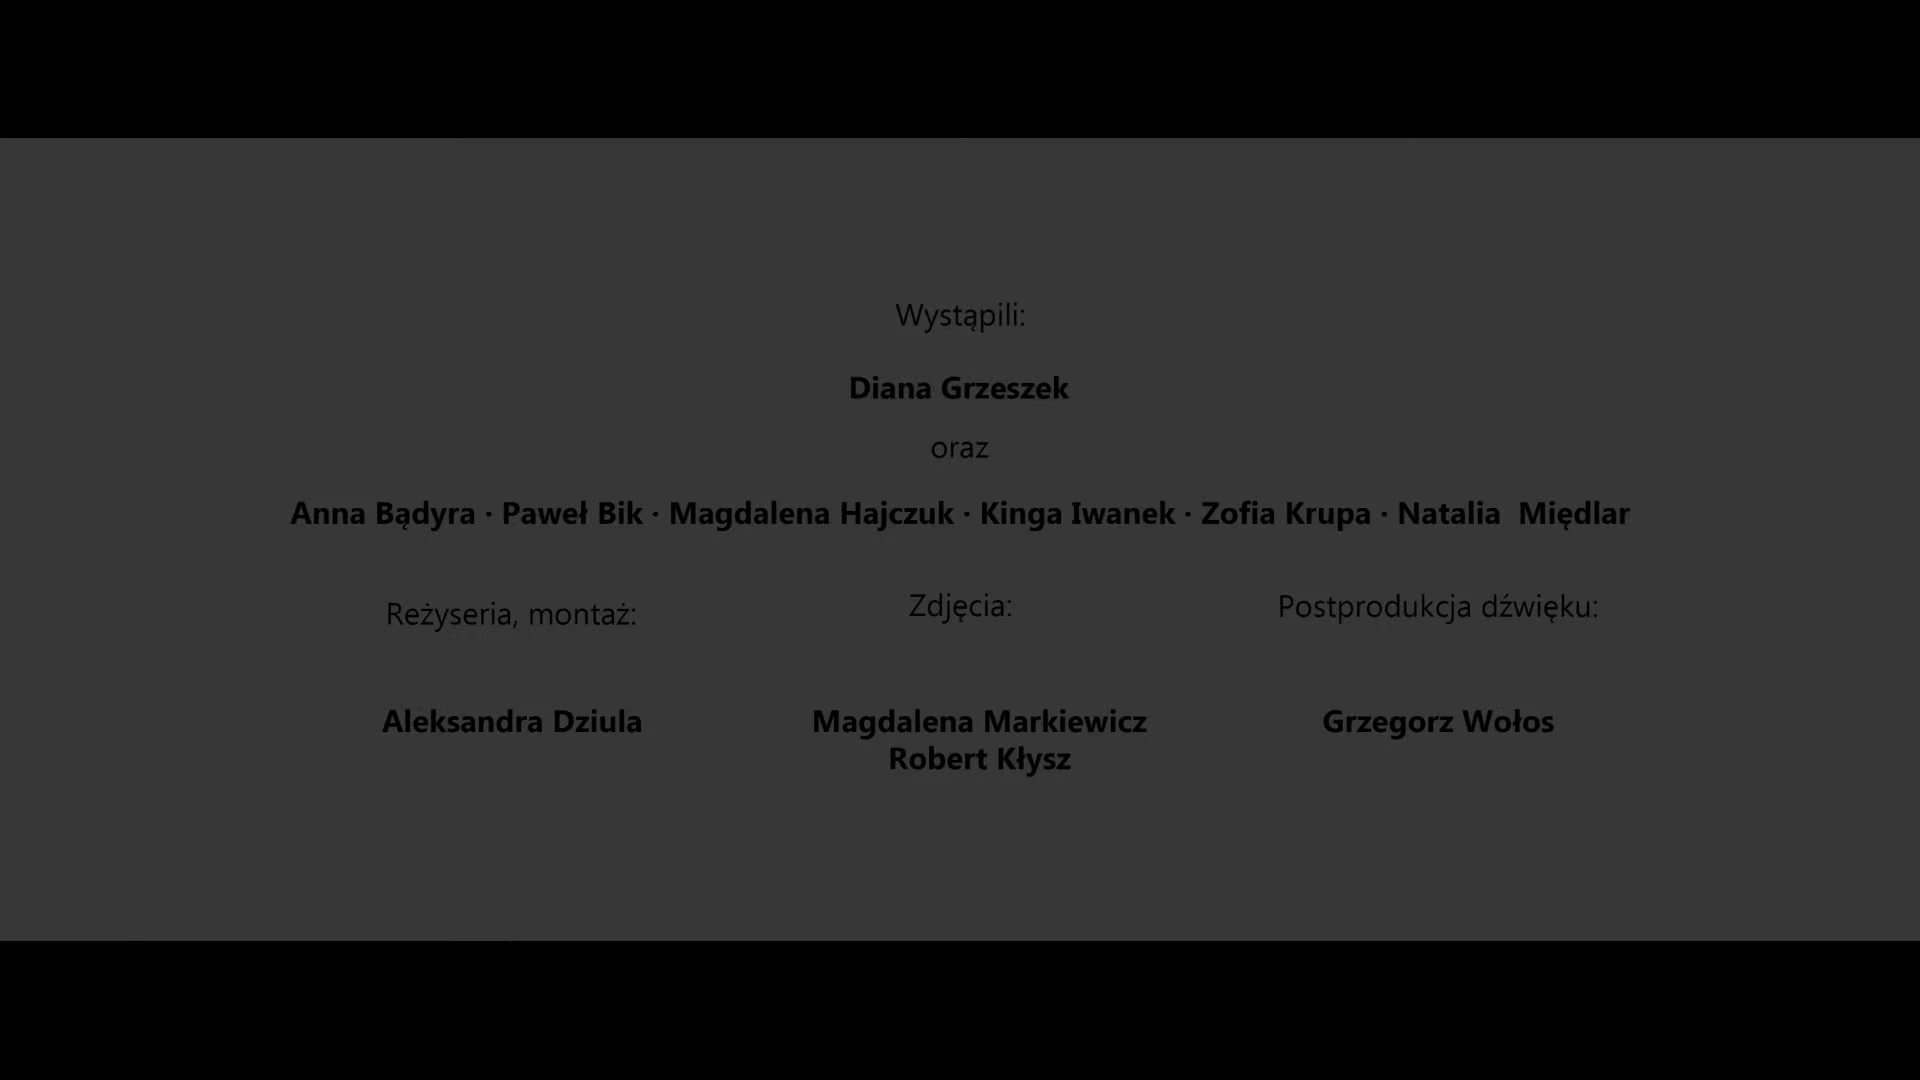 Wystąpili:
Diana Grzeszek
oraz
Anna Bądyra · Paweł Bik · Magdalena Hajczuk · Kinga Iwanek · Zofia Krupa · Natalia  Międlar
Reżyseria, montaż:
Aleksandra Dziula
Zdjęcia:
Magdalena Markiewicz
Robert Kłysz
Postprodukcja dźwięku:
Grzegorz Wołos